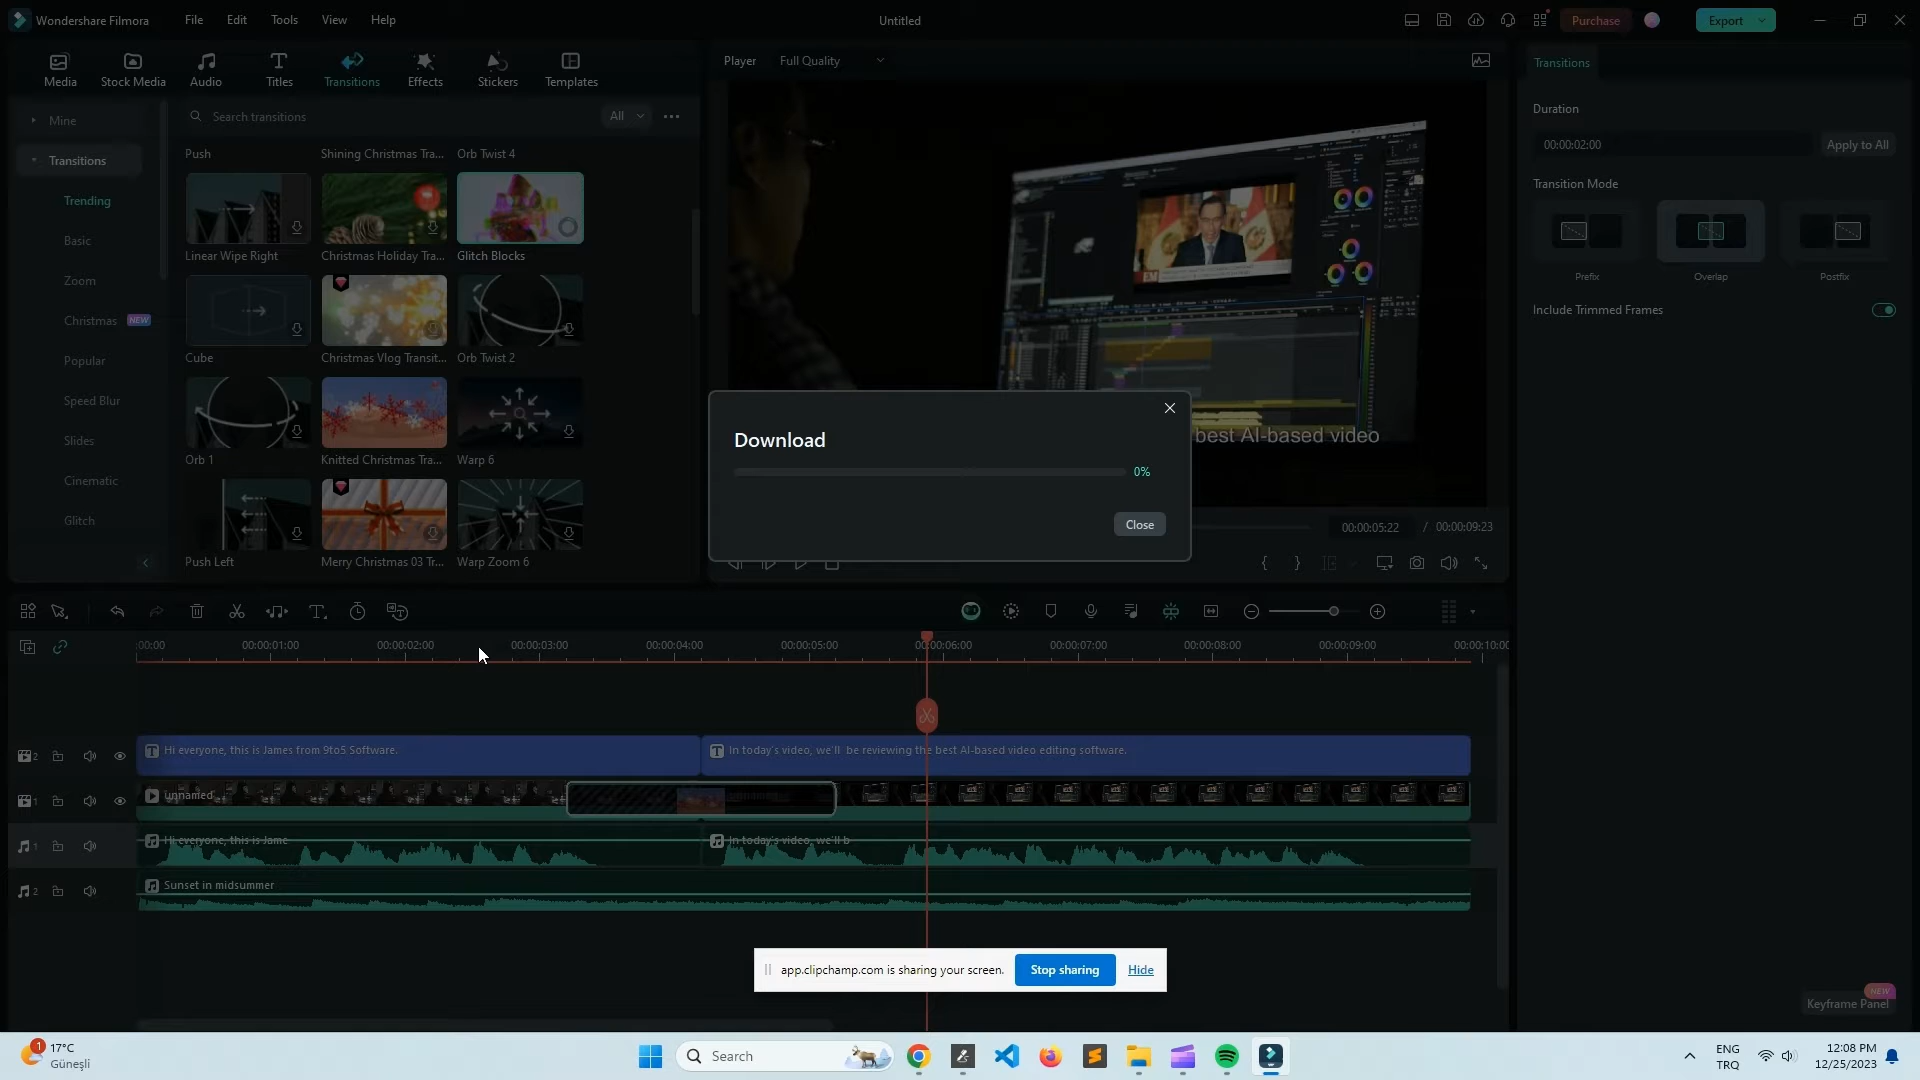 Wondershare Filmora
File
Edit
Tools
View
Help
Untitled
Purchase
Export
Media
Stock Media
Audio
Titles
Transitions
Effects
Stickers
Templates
Player
Full Quality
Transitions
Mine
Search transitions
All
Duration
00:00:02:00
Apply to All
Transitions
Push
Shining Christmas Tra...
Orb Twist 4
Transition Mode
Trending
Basic
Zoom
Christmas
NEW
Popular
Speed Blur
Slides
Cinematic
Glitch
Linear Wipe Right
Christmas Holiday Tra...
Glitch Blocks
Cube
Christmas Vlog Transit...
Orb Twist 2
Orb 1
Knitted Christmas Tra...
Warp 6
Push Left
Merry Christmas 03 Tr...
Warp Zoom 6
Prefix
Overlap
Postfix
Include Trimmed Frames
best AI-based video
Download
0%
Close
00:00:05:22
/ 00:00:09:23
:00:00
00:00:01:00
00:00:02:00
00:00:03:00
00:00:04:00
00:00:05:00
00:00:06:00
00:00:07:00
00:00:08:00
00:00:09:00
00:00:10:00
2
Hi everyone, this is James from 9to5 Software.
In today's video, we'll be reviewing the best AI-based video editing software.
1
unnamed
1
Hi everyone, this is Jame
In today's video, we'll b
2
Sunset in midsummer
app.clipchamp.com is sharing your screen.
Stop sharing
Hide
NEW
Keyframe Panel
1
17°C
Güneşli
Search
ENG
TRQ
12:08 PM
12/25/2023